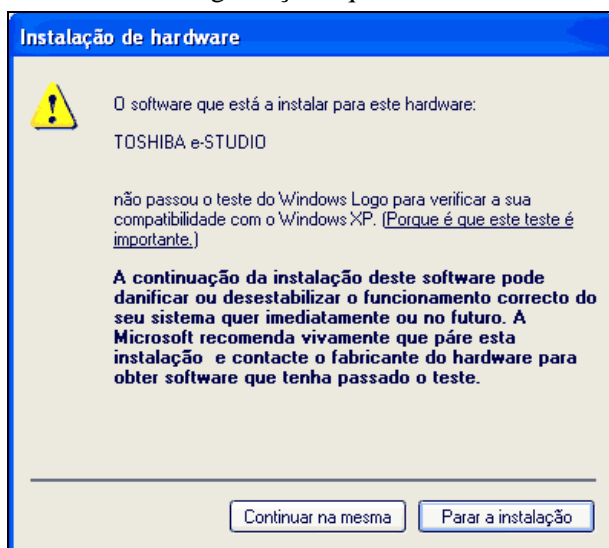 Instalação de hardware
O software que está a instalar para este hardware:
TOSHIBA e-STUDIO
não passou o teste do Windows Logo para verificar a sua
compatibilidade com o Windows XP. (Porque é que este teste é
importante.)
A continuação da instalação deste software pode
danificar ou desestabilizar o funcionamento correcto do
seu sistema quer imediatamente ou no futuro. A
Microsoft recomenda vivamente que páre esta
instalação e contacte o fabricante do hardware para
obter software que tenha passado o teste.
Continuar na mesma
Parar a instalação